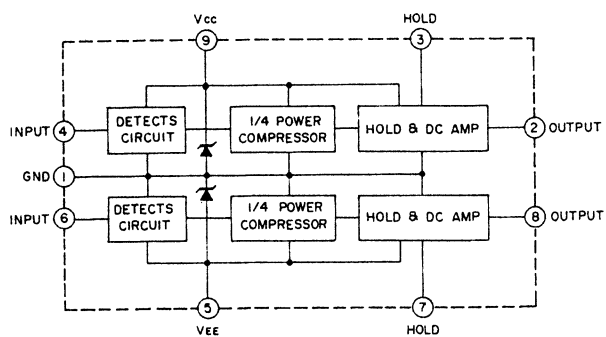 Vcc
HOLD
9
3
DETECTS
CIRCUIT
1/4 POWER
COMPRESSOR
HOLD & DC AMP
INPUT 4
2 OUTPUT
GND 1
INPUT 6
DETECTS
CIRCUIT
1/4 POWER
COMPRESSOR
HOLD & DC AMP
8 OUTPUT
5
7
VEE
HOLD